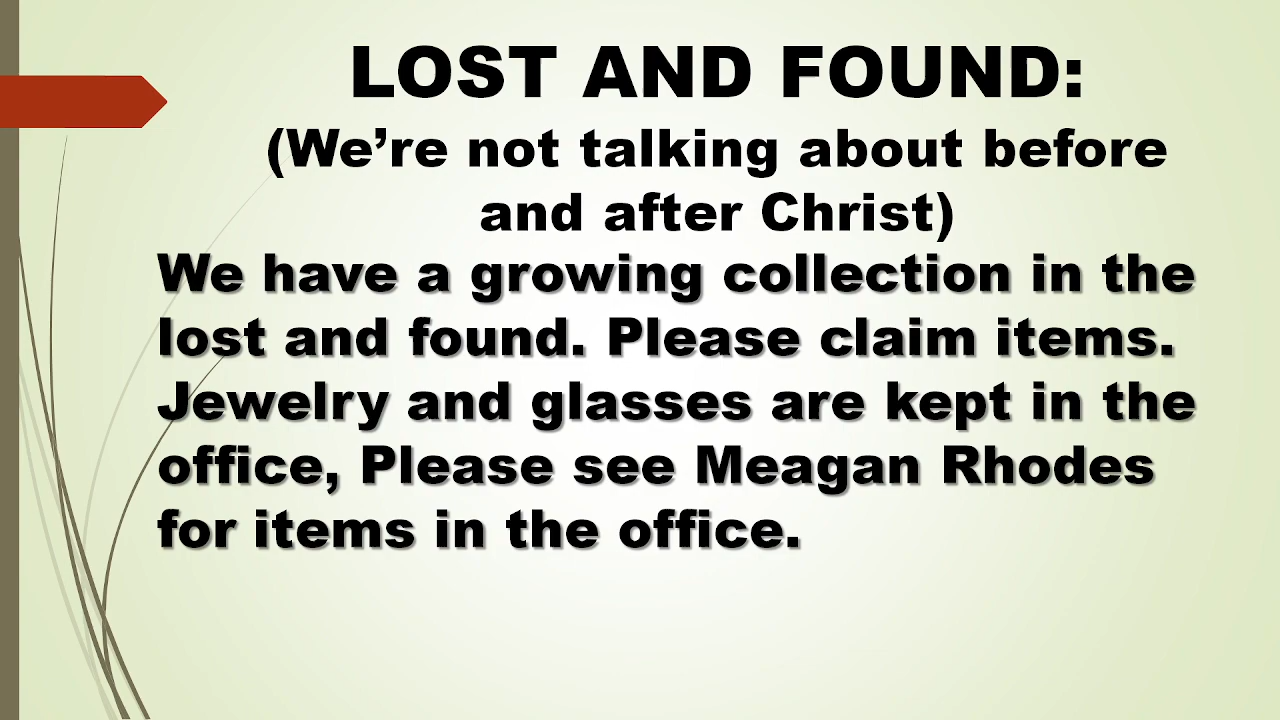 LOST AND FOUND:
(We’re not talking about before
and after Christ)
We have a growing collection in the
lost and found. Please claim items.
Jewelry and glasses are kept in the
office, Please see Meagan Rhodes
for items in the office.